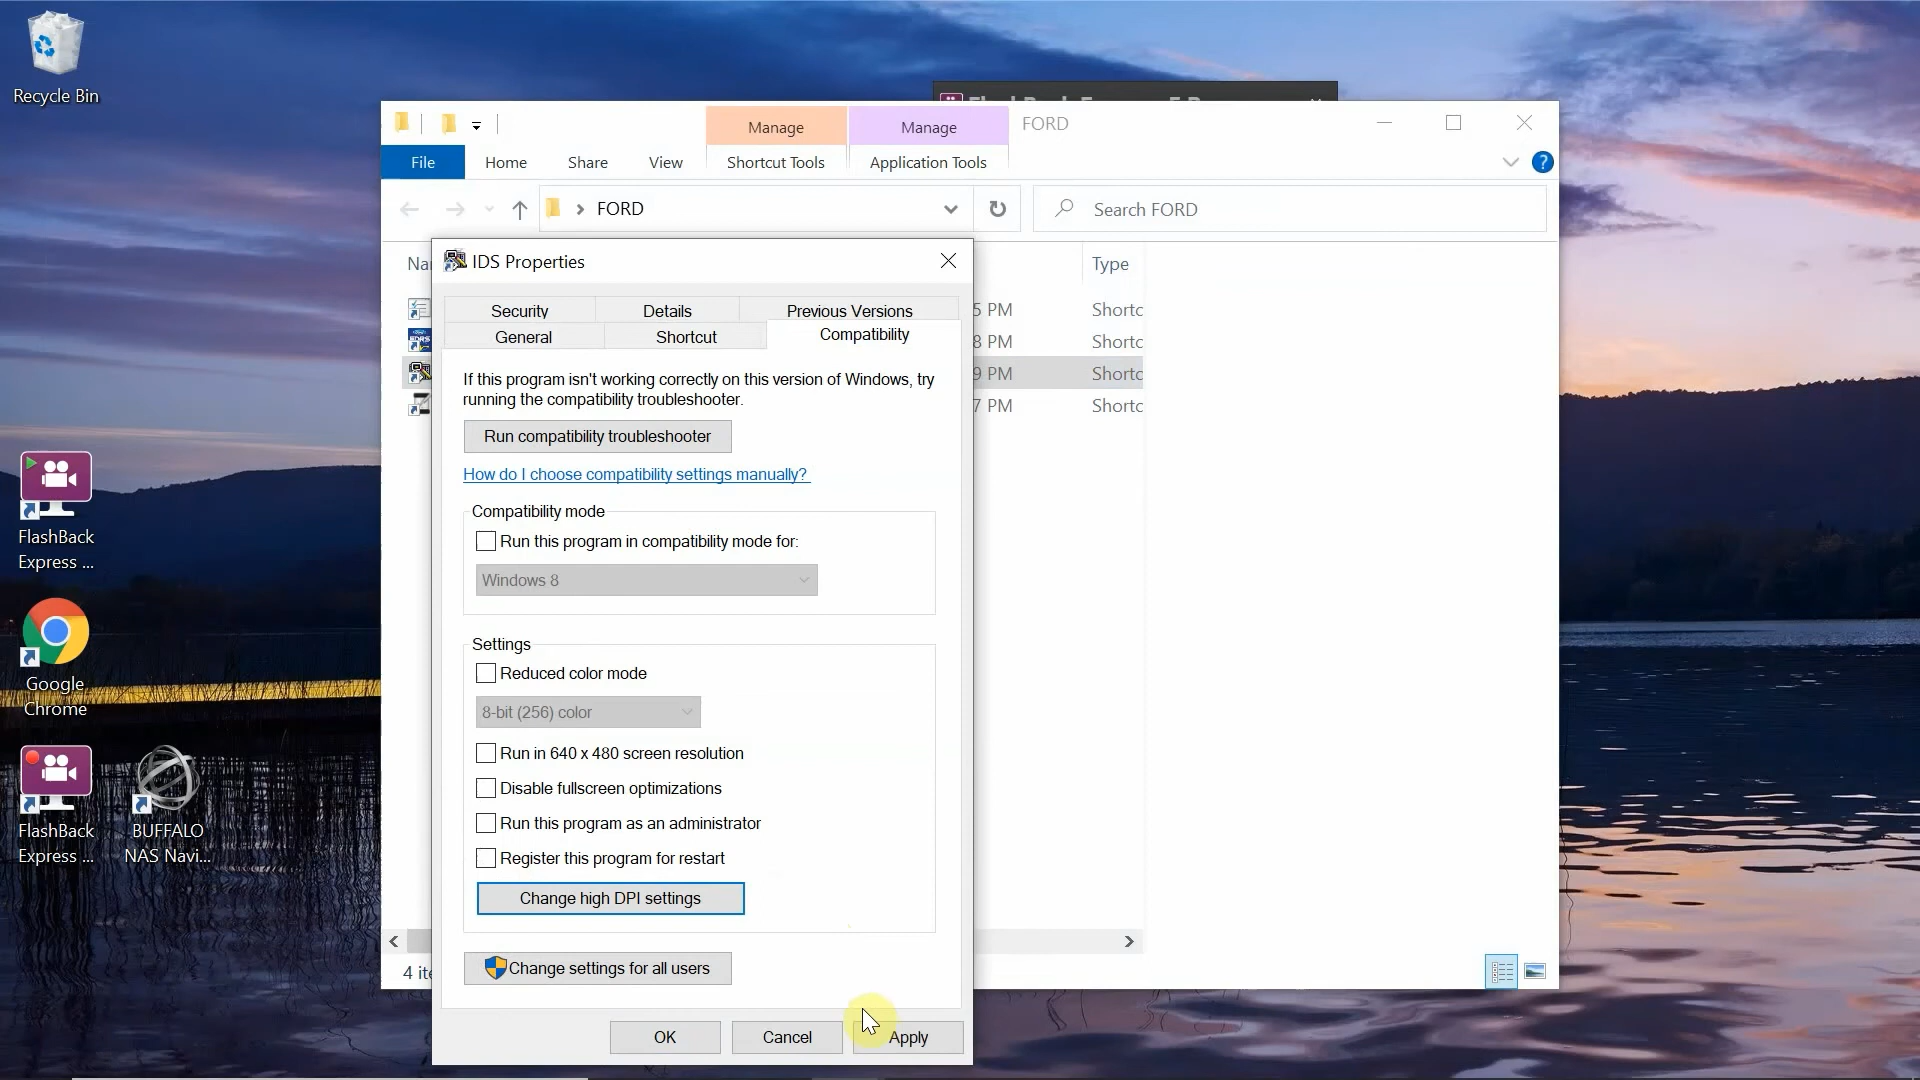 Recycle Bin
FlashBack
Express ...
Google
Chrome
FlashBack
Express ...
BUFFALO
NAS Navi...
Manage
Manage
FORD
File
Home
Share
View
Shortcut Tools
Application Tools
FORD
Search FORD
Type
5 PM
Shortc
8 PM
Shortc
9 PM
Shortc
7 PM
Shortc
4 ite
IDS Properties
Security
Details
Previous Versions
General
Shortcut
Compatibility
If this program isn't working correctly on this version of Windows, try
running the compatibility troubleshooter.
Run compatibility troubleshooter
How do I choose compatibility settings manually?
Compatibility mode
Run this program in compatibility mode for:
Windows 8
Settings
Reduced color mode
8-bit (256) color
Run in 640 x 480 screen resolution
Disable fullscreen optimizations
Run this program as an administrator
Register this program for restart
Change high DPI settings
Change settings for all users
OK
Cancel
Apply